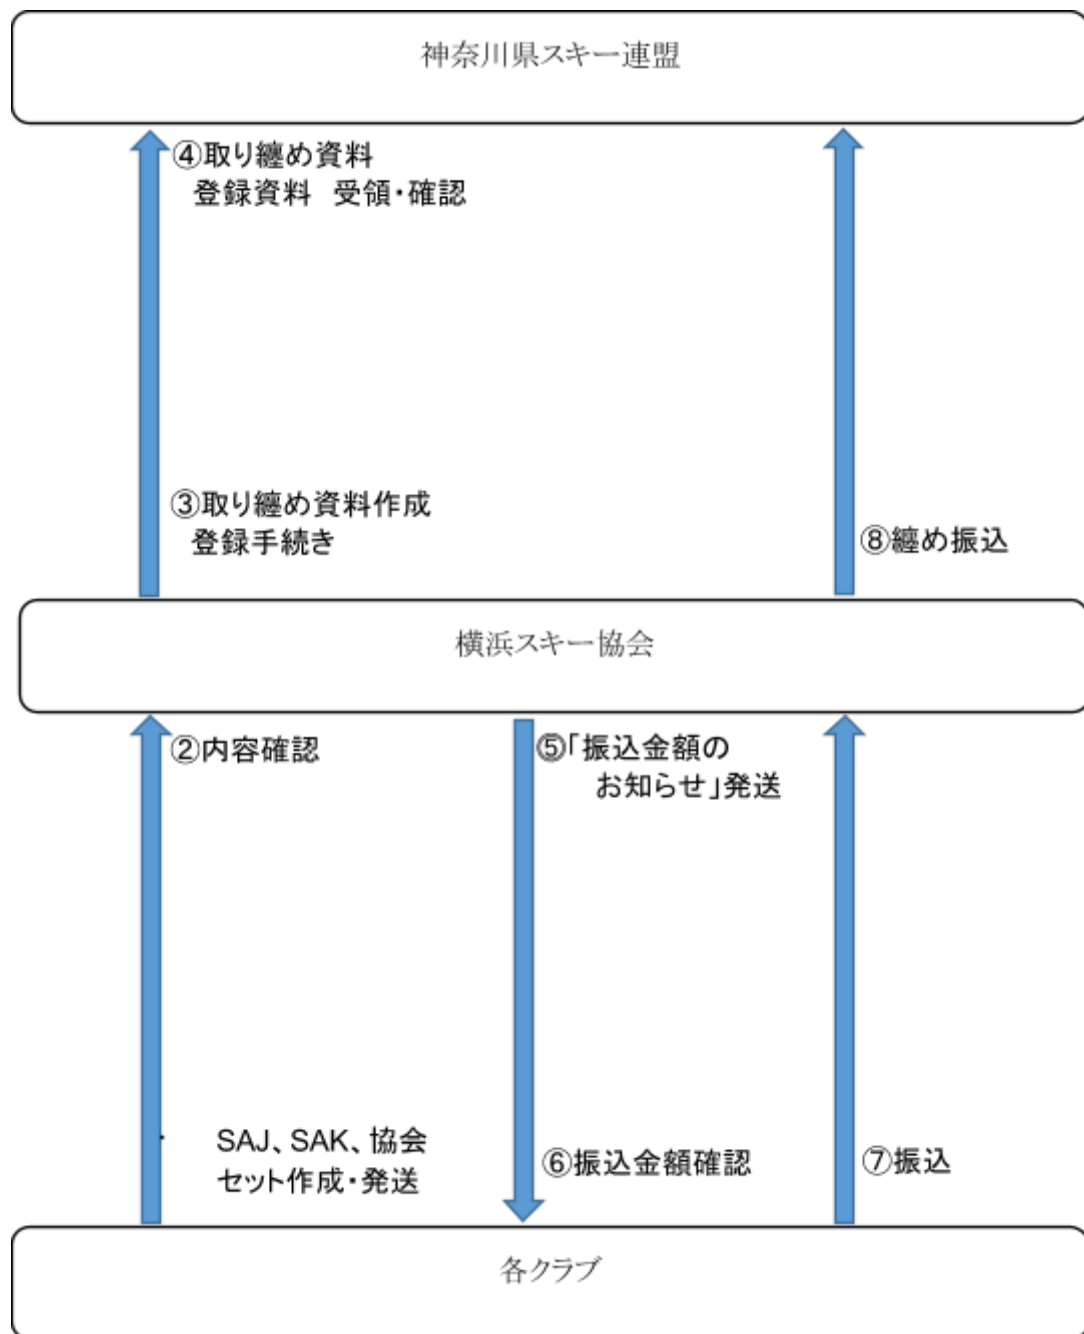 神奈川県スキー連盟
④取り纏め資料
登録資料　受領・確認
③取り纏め資料作成
登録手続き
⑧纏め振込
横浜スキー協会
②内容確認
⑤「振込金額の
お知らせ」発送
・　SAJ、SAK、協会
セット作成・発送
⑥振込金額確認
⑦振込
各クラブ